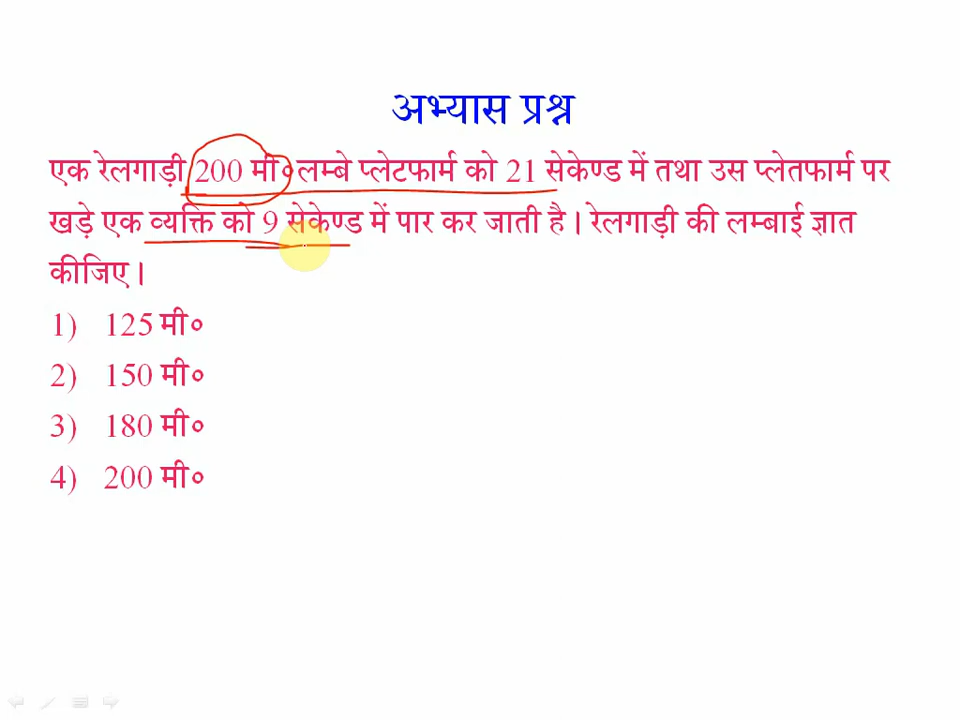 अभ्यास प्रश्न
एक रेलगाड़ी 200 मी० लम्बे प्लेटफार्म को 21 सेकेण्ड में तथा उस प्लेतफार्म पर
खड़े एक व्यक्ति को 9 सेकेण्ड में पार कर जाती है। रेलगाड़ी की लम्बाई ज्ञात
कीजिए।
1) 125 मी०
2) 150 मी०
3) 180 मी०
4) 200 मी०